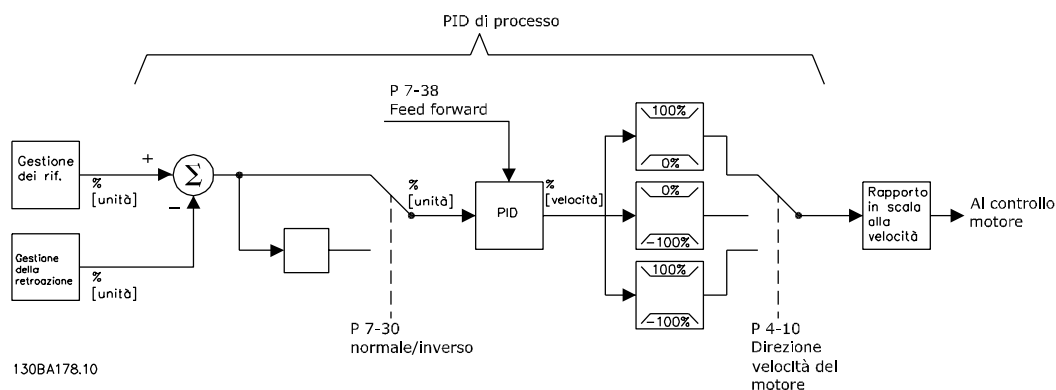 PID di processo
P 7-38
Feed forward
Gestione
dei rif.
+
%
[unità]
Σ
−
Gestione
della
retroazione
%
[unità]
P 7-30
normale/inverso
%
[unità]
PID
%
[velocità]
100%
0%
0%
-100%
100%
-100%
P 4-10
Direzione
velocità del
motore
Rapporto
in scala
alla
velocità
Al controllo
motore
130BA178.10